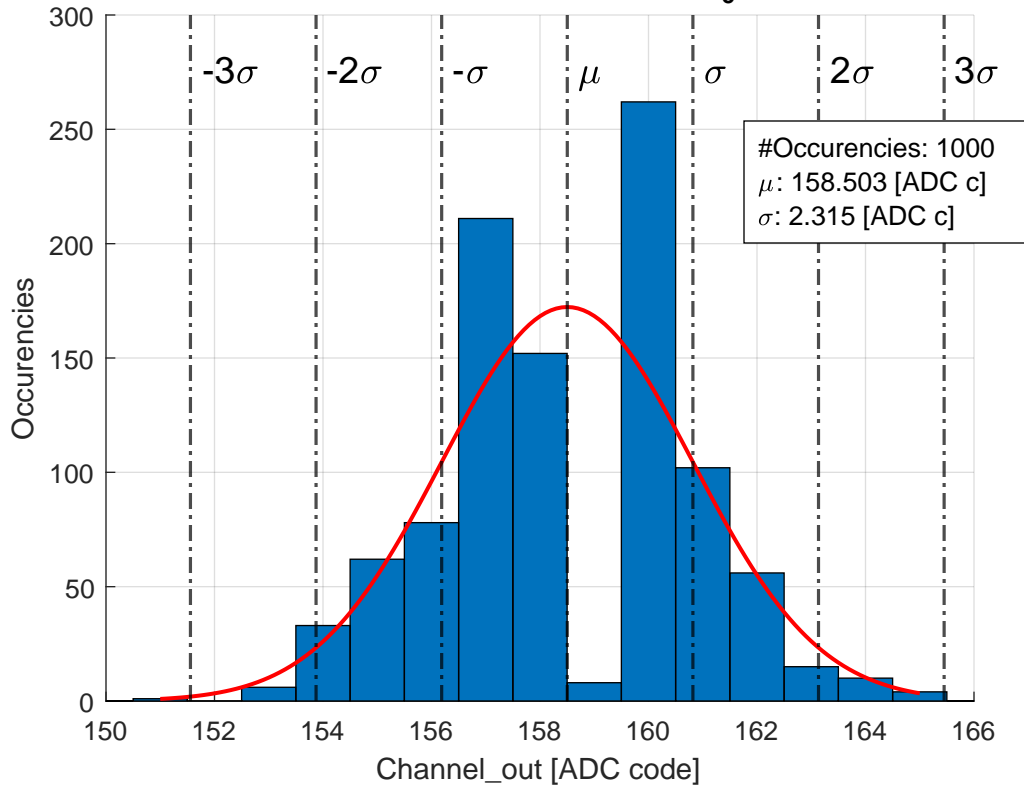 300
-3σ -2σ -σ μ σ 2σ 3σ
250
#Occurencies: 1000
μ: 158.503 [ADC c]
σ: 2.315 [ADC c]
200
150
100
50
0
Occurencies
150 152 154 156 158 160 162 164 166
Channel_out [ADC code]